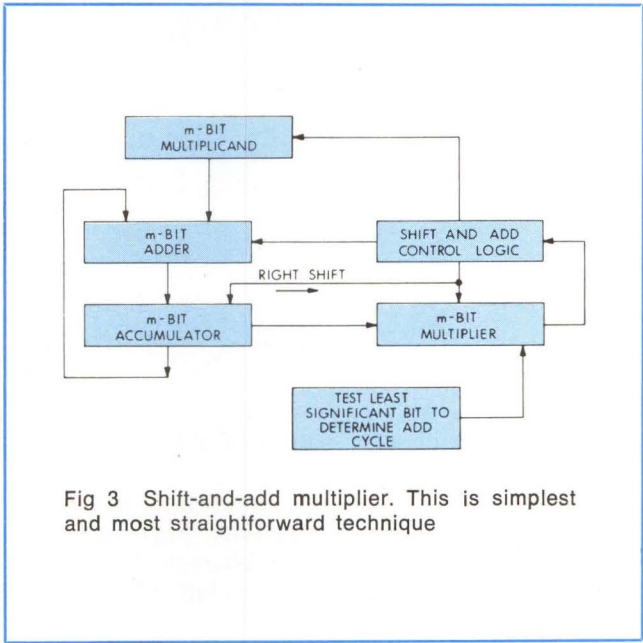 m-BIT
MULTIPLICAND
m-BIT
ADDER
SHIFT AND ADD
CONTROL LOGIC
RIGHT SHIFT
m-BIT
ACCUMULATOR
m-BIT
MULTIPLIER
TEST LEAST
SIGNIFICANT BIT TO
DETERMINE ADD
CYCLE
Fig 3 Shift-and-add multiplier. This is simplest
and most straightforward technique